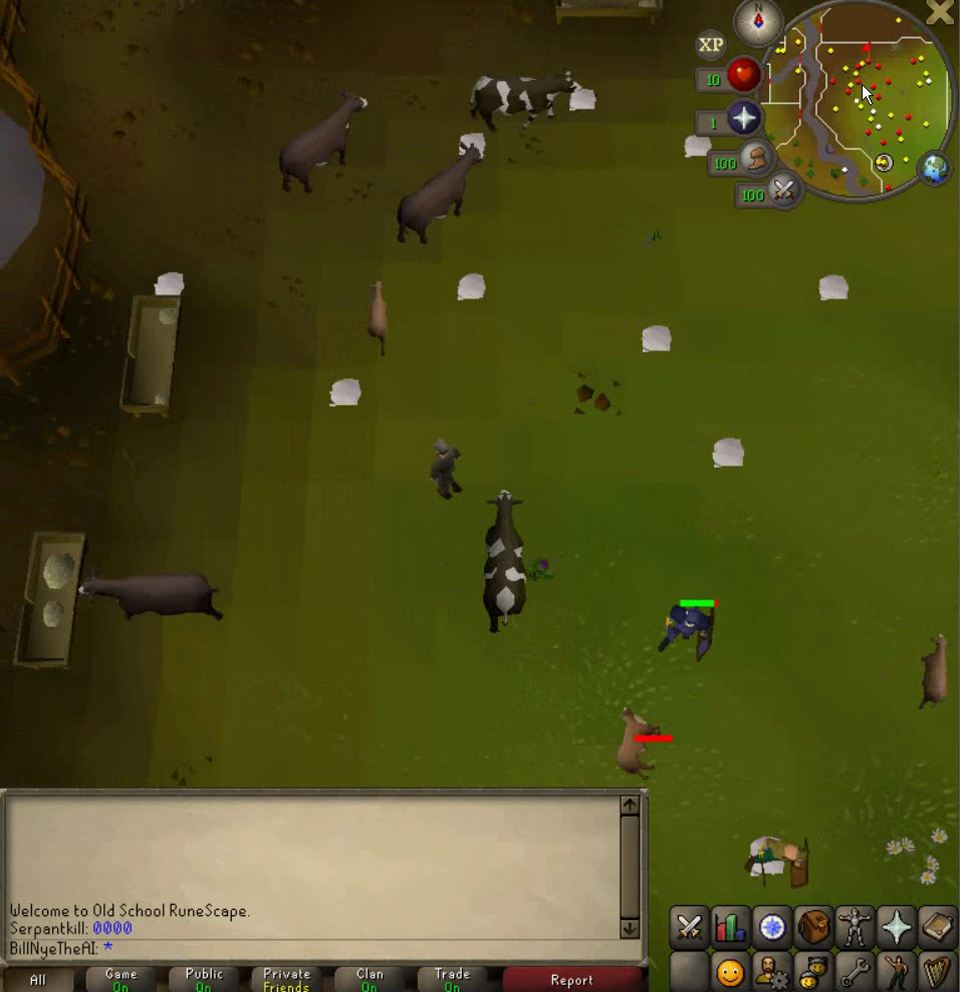 N
XP
10
1
100
100
Welcome to Old School RuneScape.
Serpantkill: 0000
BillNyeTheAI: *
All
Game
On
Public
On
Private
Friends
Clan
On
Trade
On
Report